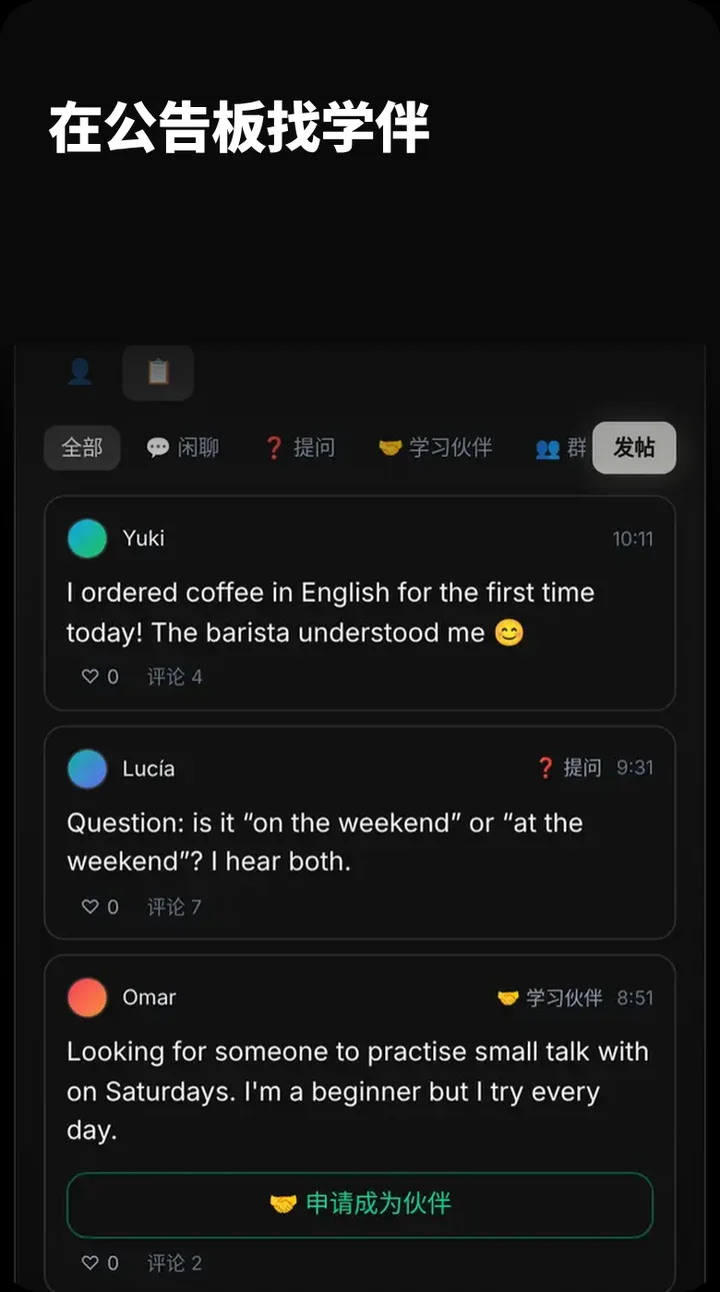 在公告板找学伴
全部 💬 闲聊 ❓ 提问 🤝 学习伙伴 👥 群 发帖
Yuki 10:11
I ordered coffee in English for the first time
today! The barista understood me 😊
♡ 0 评论 4
Lucía ❓ 提问 9:31
Question: is it “on the weekend” or “at the
weekend”? I hear both.
♡ 0 评论 7
Omar 🤝 学习伙伴 8:51
Looking for someone to practise small talk with
on Saturdays. I'm a beginner but I try every
day.
🤝 申请成为伙伴
♡ 0 评论 2